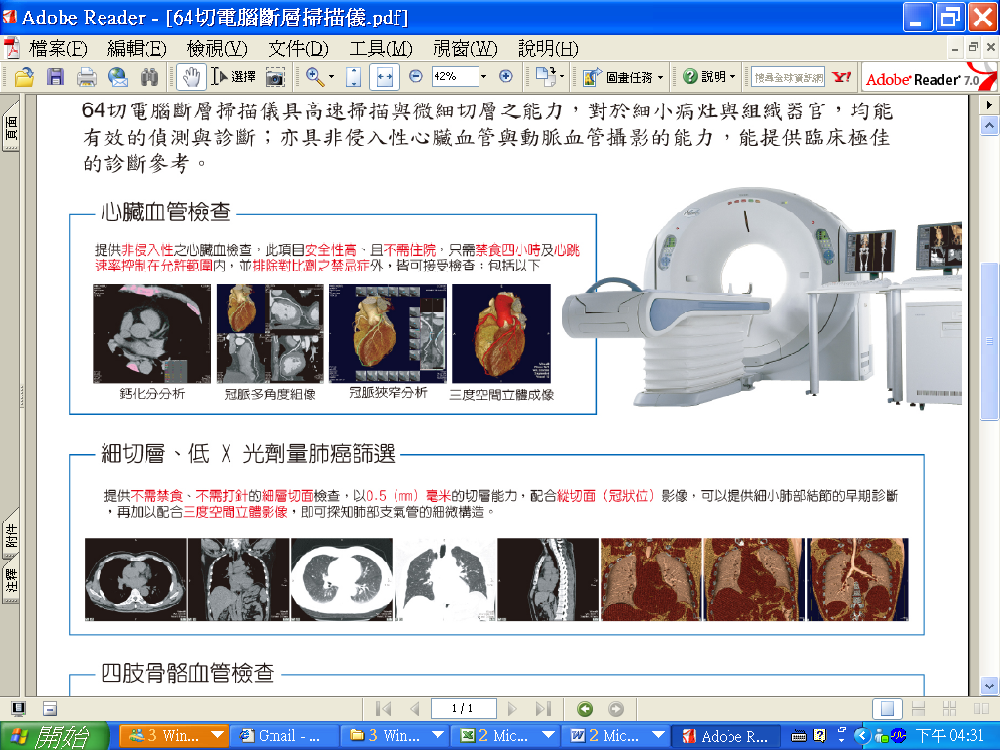 Adobe Reader - [64切電腦斷層掃描儀.pdf]
檔案(F) 編輯(E) 檢視(V) 文件(D) 工具(M) 視窗(W) 說明(H)
選擇 42% 圖畫任務 說明 搜尋全球資訊網 Y! Adobe Reader 7.0
頁面
64切電腦斷層掃描儀具高速掃描與微細切層之能力，對於細小病灶與組織器官，均能
有效的偵測與診斷；亦具非侵入性心臟血管與動脈血管攝影的能力，能提供臨床極佳
的診斷參考。
心臟血管檢查
提供非侵入性之心臟血檢查，此項目安全性高、且不需住院，只需禁食四小時及心跳
速率控制在允許範圍內，並排除對比劑之禁忌症外，皆可接受檢查：包括以下
鈣化分分析 冠脈多角度組像 冠脈狹窄分析 三度空間立體成像
細切層、低 X 光劑量肺癌篩選
提供不需禁食、不需打針的細層切面檢查，以0.5（㎜）毫米的切層能力，配合縱切面（冠狀位）影像，可以提供細小肺部結節的早期診斷
，再加以配合三度空間立體影像，即可探知肺部支氣管的細微構造。
附件
注釋
四肢骨骼血管檢查
1 / 1
開始 3 Win... Gmail - ... 3 Win... 2 Mic... 2 Mic... Adobe R... 下午 04:31